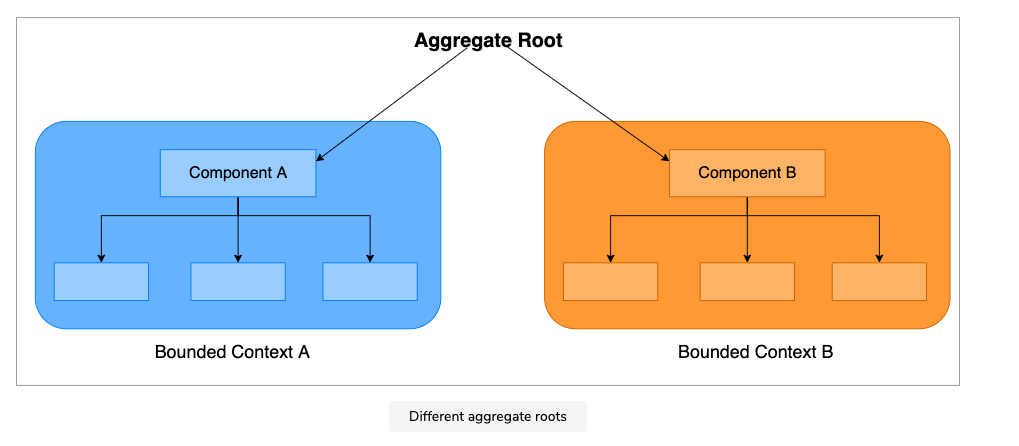 Aggregate Root
Component A
Component B
Bounded Context A
Bounded Context B
Different aggregate roots